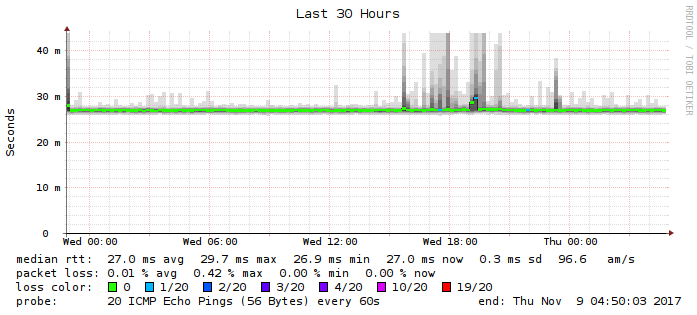 Last 30 Hours
RRDTOOL / TOBI OETIKER
Seconds
40 m
30 m
20 m
10 m
0
Wed 00:00 Wed 06:00 Wed 12:00 Wed 18:00 Thu 00:00
median rtt: 27.0 ms avg 29.7 ms max 26.9 ms min 27.0 ms now 0.3 ms sd 96.6 am/s
packet loss: 0.01 % avg 0.42 % max 0.00 % min 0.00 % now
loss color: 0 1/20 2/20 3/20 4/20 10/20 19/20
probe: 20 ICMP Echo Pings (56 Bytes) every 60s end: Thu Nov 9 04:50:03 2017